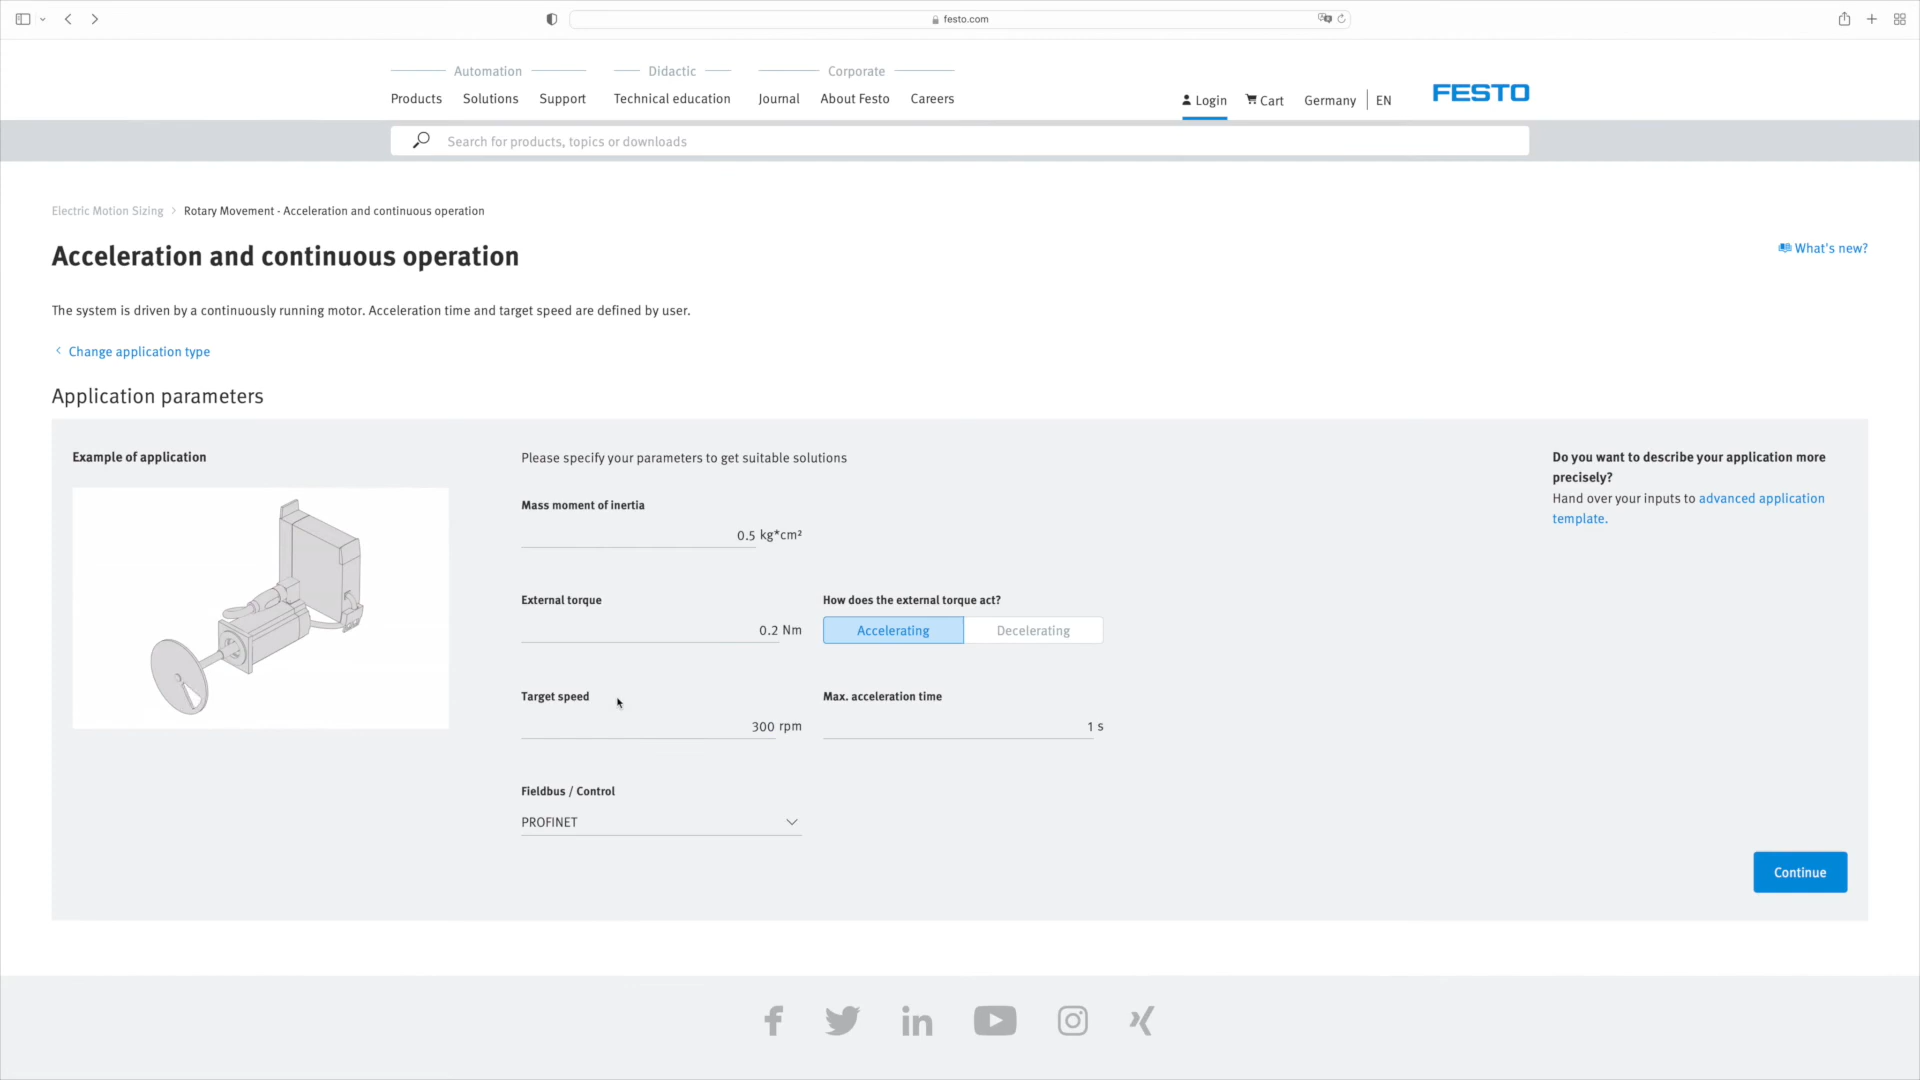 festo.com
Automation
Didactic
Corporate
Products
Solutions
Support
Technical education
Journal
About Festo
Careers
Login
Cart
Germany
EN
FESTO
Search for products, topics or downloads
Electric Motion Sizing > Rotary Movement - Acceleration and continuous operation
Acceleration and continuous operation
What's new?
The system is driven by a continuously running motor. Acceleration time and target speed are defined by user.
Change application type
Application parameters
Example of application
Please specify your parameters to get suitable solutions
Mass moment of inertia
0.5 kg*cm²
External torque
0.2 Nm
How does the external torque act?
Accelerating
Decelerating
Target speed
300 rpm
Max. acceleration time
1 s
Fieldbus / Control
PROFINET
Do you want to describe your application more
precisely?
Hand over your inputs to advanced application
template.
Continue